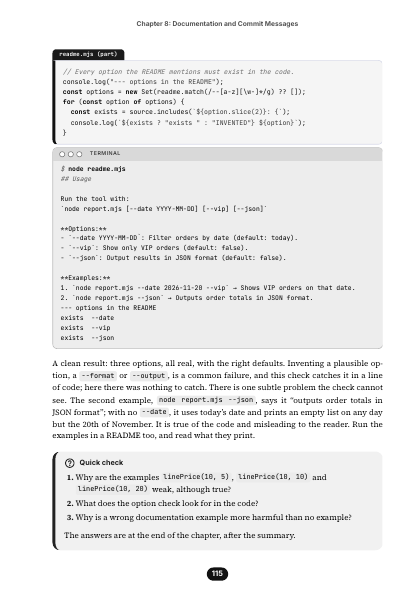 Chapter 8: Documentation and Commit Messages
readme.mjs (part)
// Every option the README mentions must exist in the code.
console.log("--- options in the README");
const options = new Set(readme.match(/--[a-z][\w-]*/g) ?? []);
for (const option of options) {
  const exists = source.includes(`${option.slice(2)}: {`);
  console.log(`${exists ? "exists " : "INVENTED"} ${option}`);
}
TERMINAL
$ node readme.mjs
## Usage

Run the tool with:
`node report.mjs [--date YYYY-MM-DD] [--vip] [--json]`

**Options:**
- `--date YYYY-MM-DD`: Filter orders by date (default: today).
- `--vip`: Show only VIP orders (default: false).
- `--json`: Output results in JSON format (default: false).

**Examples:**
1. `node report.mjs --date 2026-11-20 --vip` → Shows VIP orders on that date.
2. `node report.mjs --json` → Outputs order totals in JSON format.
--- options in the README
exists  --date
exists  --vip
exists  --json
A clean result: three options, all real, with the right defaults. Inventing a plausible op-
tion, a --format or --output, is a common failure, and this check catches it in a line
of code; here there was nothing to catch. There is one subtle problem the check cannot
see. The second example, node report.mjs --json, says it “outputs order totals in
JSON format”; with no --date, it uses today’s date and prints an empty list on any day
but the 20th of November. It is true of the code and misleading to the reader. Run the
examples in a README too, and read what they print.
Quick check
1. Why are the examples linePrice(10, 5), linePrice(10, 10) and
linePrice(10, 20) weak, although true?
2. What does the option check look for in the code?
3. Why is a wrong documentation example more harmful than no example?
The answers are at the end of the chapter, after the summary.
115